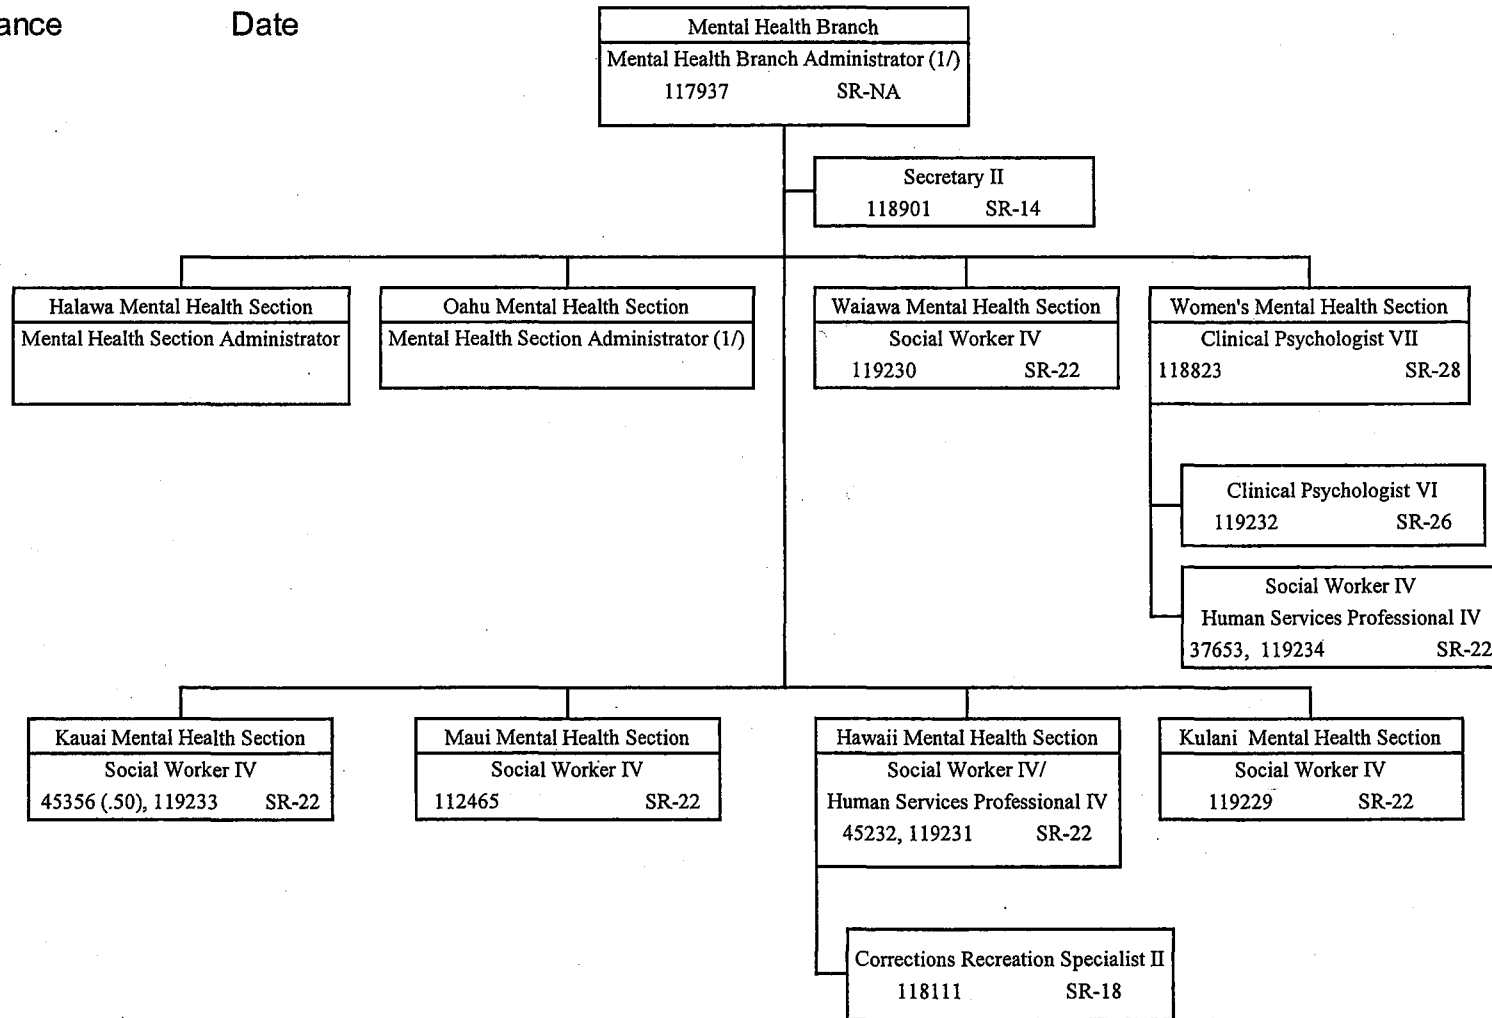 ance Date
Mental Health Branch
Mental Health Branch Administrator (1/)
117937 SR-NA
Secretary II
118901 SR-14
Halawa Mental Health Section
Mental Health Section Administrator
Oahu Mental Health Section
Mental Health Section Administrator (1/)
Waiawa Mental Health Section
Social Worker IV
119230 SR-22
Women's Mental Health Section
Clinical Psychologist VII
118823 SR-28
Clinical Psychologist VI
119232 SR-26
Social Worker IV
Human Services Professional IV
37653, 119234 SR-22
Kauai Mental Health Section
Social Worker IV
45356 (.50), 119233 SR-22
Maui Mental Health Section
Social Worker IV
112465 SR-22
Hawaii Mental Health Section
Social Worker IV/
Human Services Professional IV
45232, 119231 SR-22
Kulani Mental Health Section
Social Worker IV
119229 SR-22
Corrections Recreation Specialist II
118111 SR-18